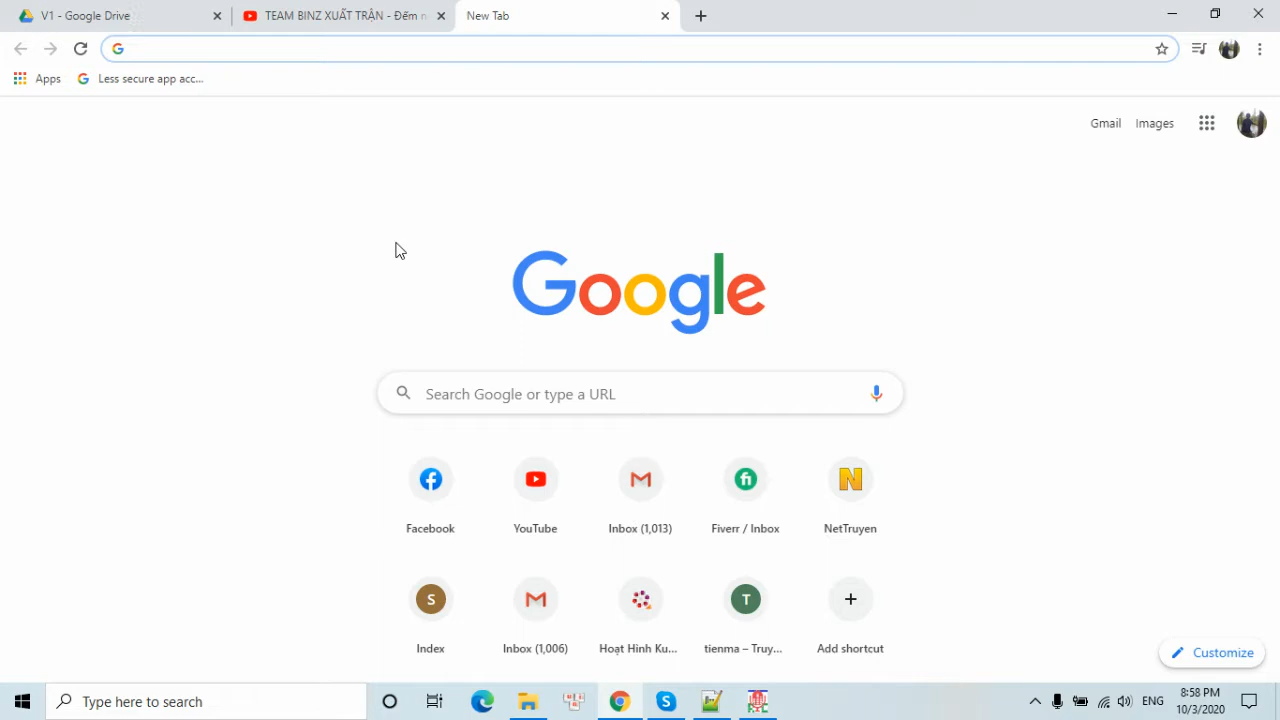 V1 - Google Drive
TEAM BINZ XUẤT TRẬN - Đếm n
New Tab
Apps
Less secure app acc...
Gmail
Images
Google
Search Google or type a URL
Facebook
YouTube
Inbox (1,013)
Fiverr / Inbox
NetTruyen
S
T
Index
Inbox (1,006)
Hoạt Hình Ku...
tienma – Truy...
Add shortcut
Customize
Type here to search
ENG
8:58 PM
10/3/2020